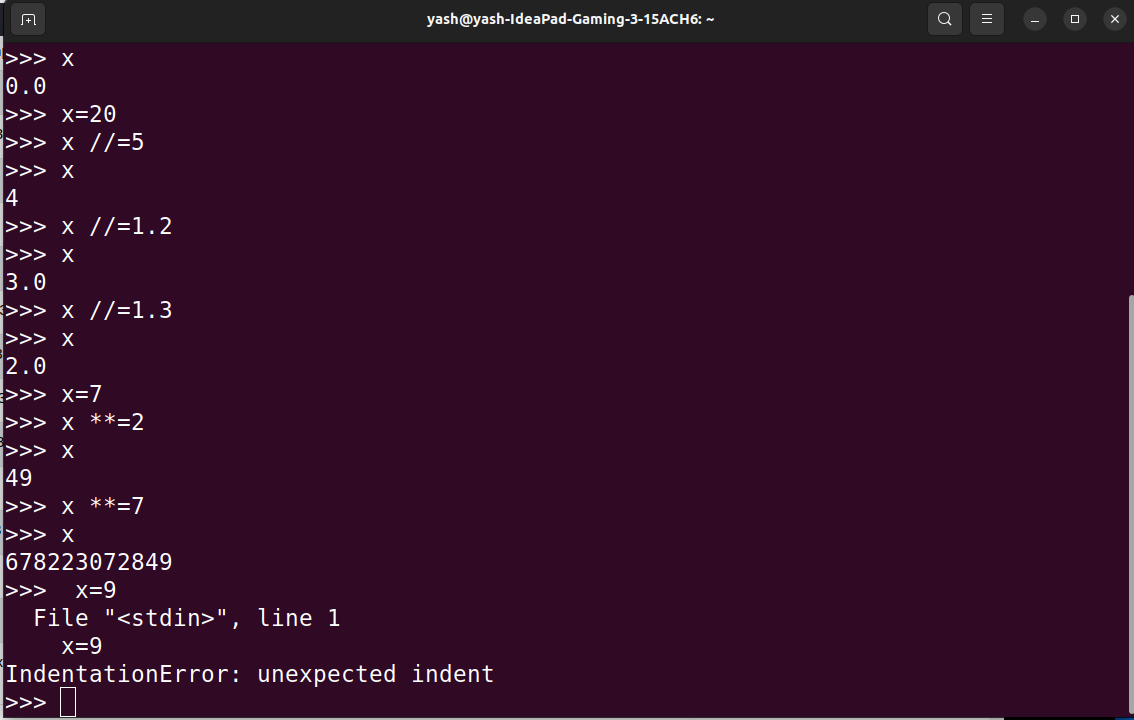 yash@yash-IdeaPad-Gaming-3-15ACH6: ~
>>> x
0.0
>>> x=20
>>> x //=5
>>> x
4
>>> x //=1.2
>>> x
3.0
>>> x //=1.3
>>> x
2.0
>>> x=7
>>> x **=2
>>> x
49
>>> x **=7
>>> x
678223072849
>>>  x=9
  File "<stdin>", line 1
    x=9
IndentationError: unexpected indent
>>>